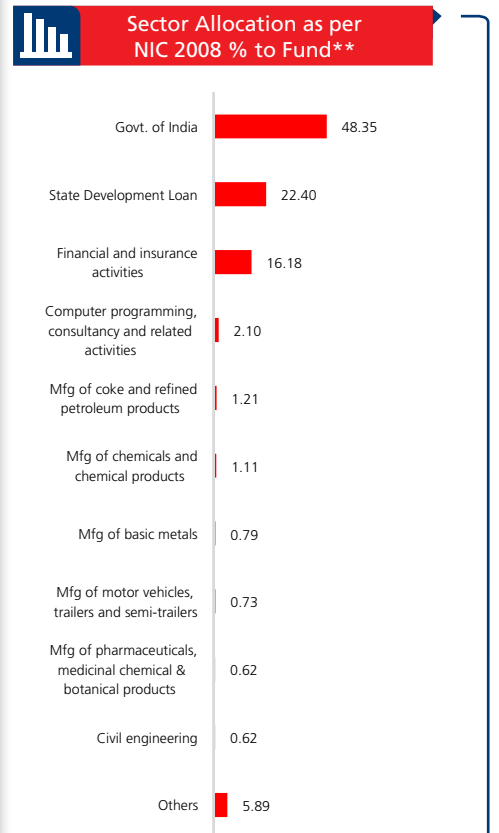 Sector Allocation as per
NIC 2008 % to Fund**
Govt. of India 48.35
State Development Loan 22.40
Financial and insurance
activities 16.18
Computer programming,
consultancy and related
activities 2.10
Mfg of coke and refined
petroleum products 1.21
Mfg of chemicals and
chemical products 1.11
Mfg of basic metals 0.79
Mfg of motor vehicles,
trailers and semi-trailers 0.73
Mfg of pharmaceuticals,
medicinal chemical &
botanical products 0.62
Civil engineering 0.62
Others 5.89